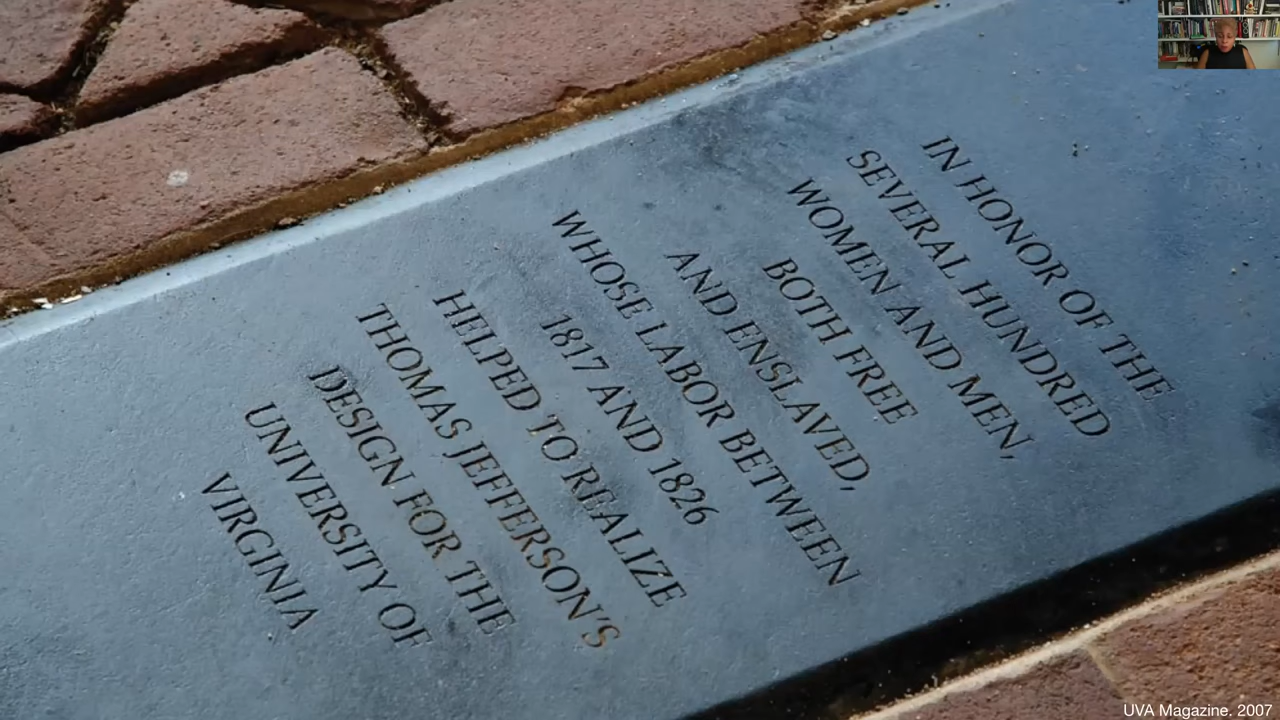 IN HONOR OF THE
SEVERAL HUNDRED
WOMEN AND MEN,
BOTH FREE
AND ENSLAVED,
WHOSE LABOR BETWEEN
1817 AND 1826
HELPED TO REALIZE
THOMAS JEFFERSON'S
DESIGN FOR THE
UNIVERSITY OF
VIRGINIA
UVA Magazine, 2007